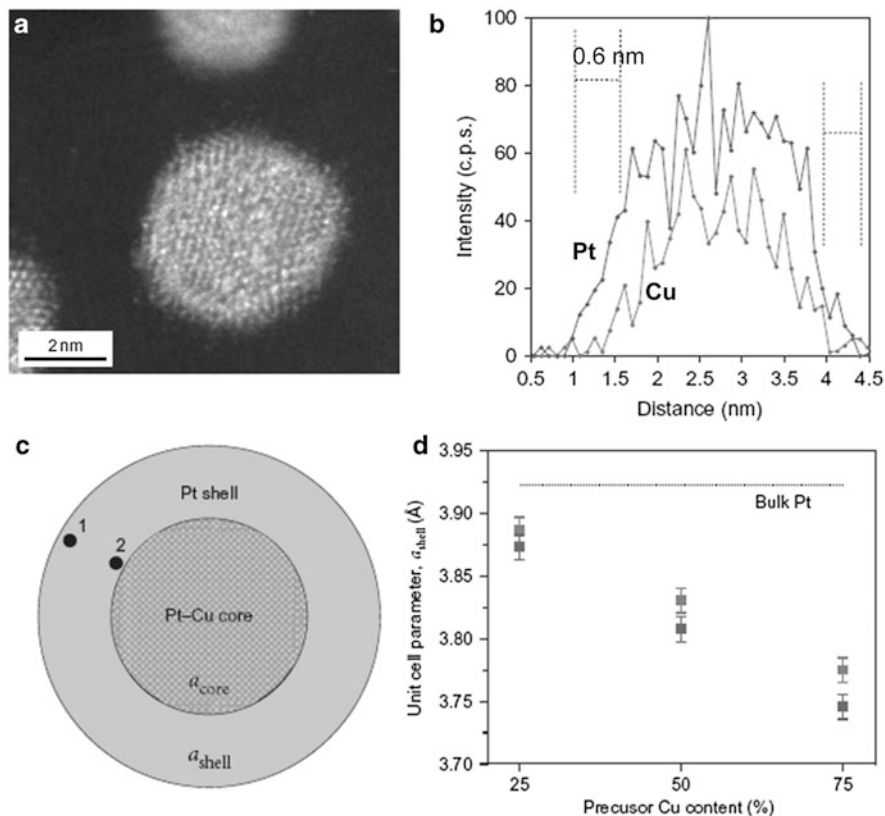 a
2 nm
b
0.6 nm
100
80
60
40
20
0
Intensity (c.p.s.)
Pt
Cu
0.5 1 1.5 2 2.5 3 3.5 4 4.5
Distance (nm)
c
Pt shell
1
2
Pt–Cu core
a core
a shell
d
3.95
3.90
3.85
3.80
3.75
3.70
Unit cell parameter, a shell (Å)
Bulk Pt
25 50 75
Precusor Cu content (%)